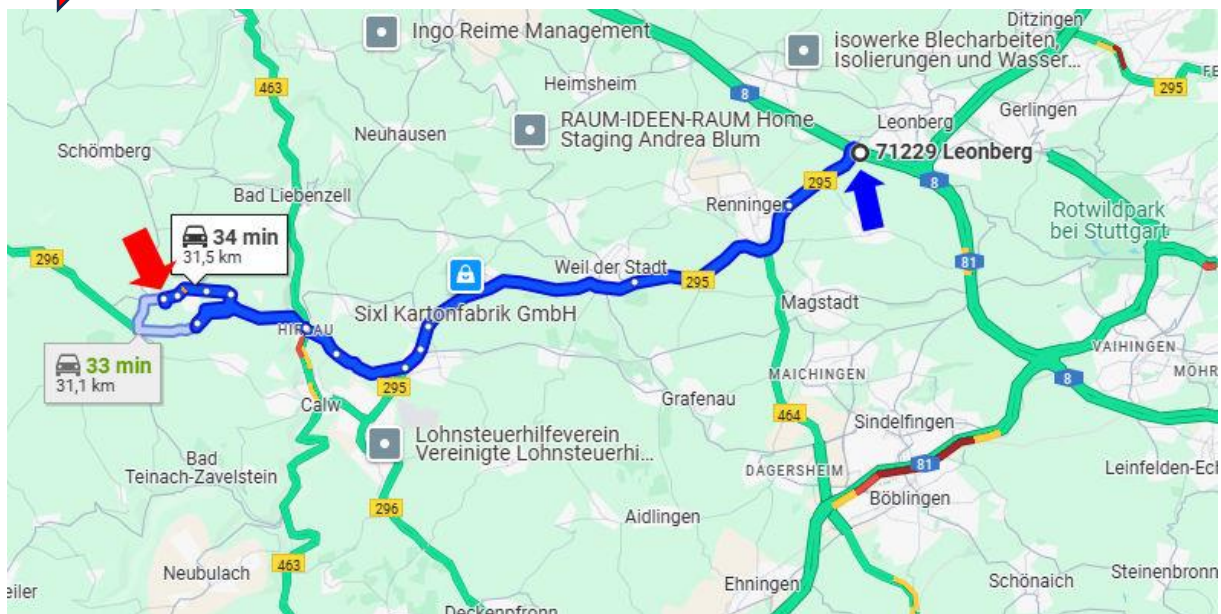 Ingo Reime Management
Ditzingen
isowerke Blecharbeiten,
Isolierungen und Wasser...
463
8
Heimsheim
295
FE
Gerlingen
Leonberg
RAUM-IDEEN-RAUM Home
Staging Andrea Blum
Neuhausen
Schömberg
71229 Leonberg
8
295
Bad Liebenzell
Renningen
Rotwildpark
bei Stuttgart
34 min
31,5 km
296
81
Weil der Stadt
295
Magstadt
Sixl Kartonfabrik GmbH
HIRSAU
33 min
31,1 km
VAIHINGEN
MÖHR
8
MAICHINGEN
295
Calw
Grafenau
464
Sindelfingen
Lohnsteuerhilfeverein
Vereinigte Lohnsteuerhi...
Bad
Teinach-Zavelstein
DAGERSHEIM
81
Leinfelden-Ech
Böblingen
296
Aidlingen
463
Neubulach
Ehningen
Schönaich
Steinenbronn
eiler
Deckenpfronn